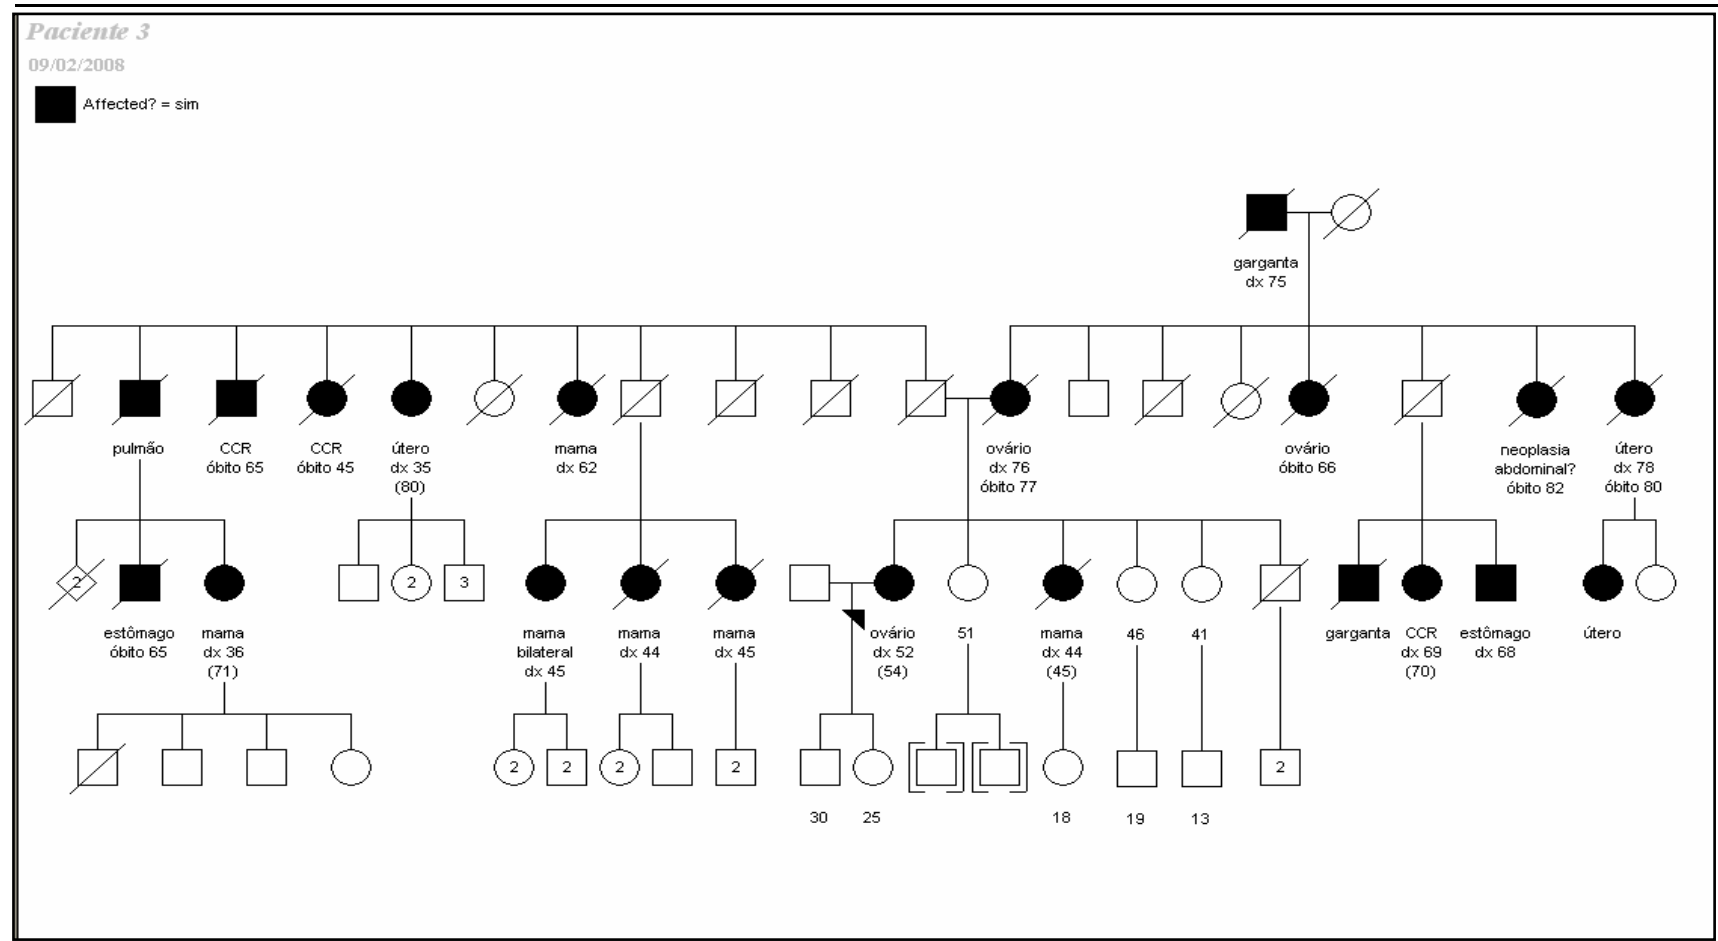 Paciente 3
09/02/2008
Affected? = sim
garganta
dx 75
pulmão
CCR
óbito 65
CCR
óbito 45
útero
dx 35
(80)
mama
dx 62
ovário
dx 76
óbito 77
ovário
óbito 66
neoplasia
abdominal?
óbito 82
útero
dx 78
óbito 80
2
2
3
estômago
óbito 65
mama
dx 36
(71)
mama
bilateral
dx 45
mama
dx 44
mama
dx 45
ovário
dx 52
(54)
51
mama
dx 44
(45)
46
41
garganta
CCR
dx 69
(70)
estômago
dx 68
útero
2
2
2
2
2
30
25
18
19
13